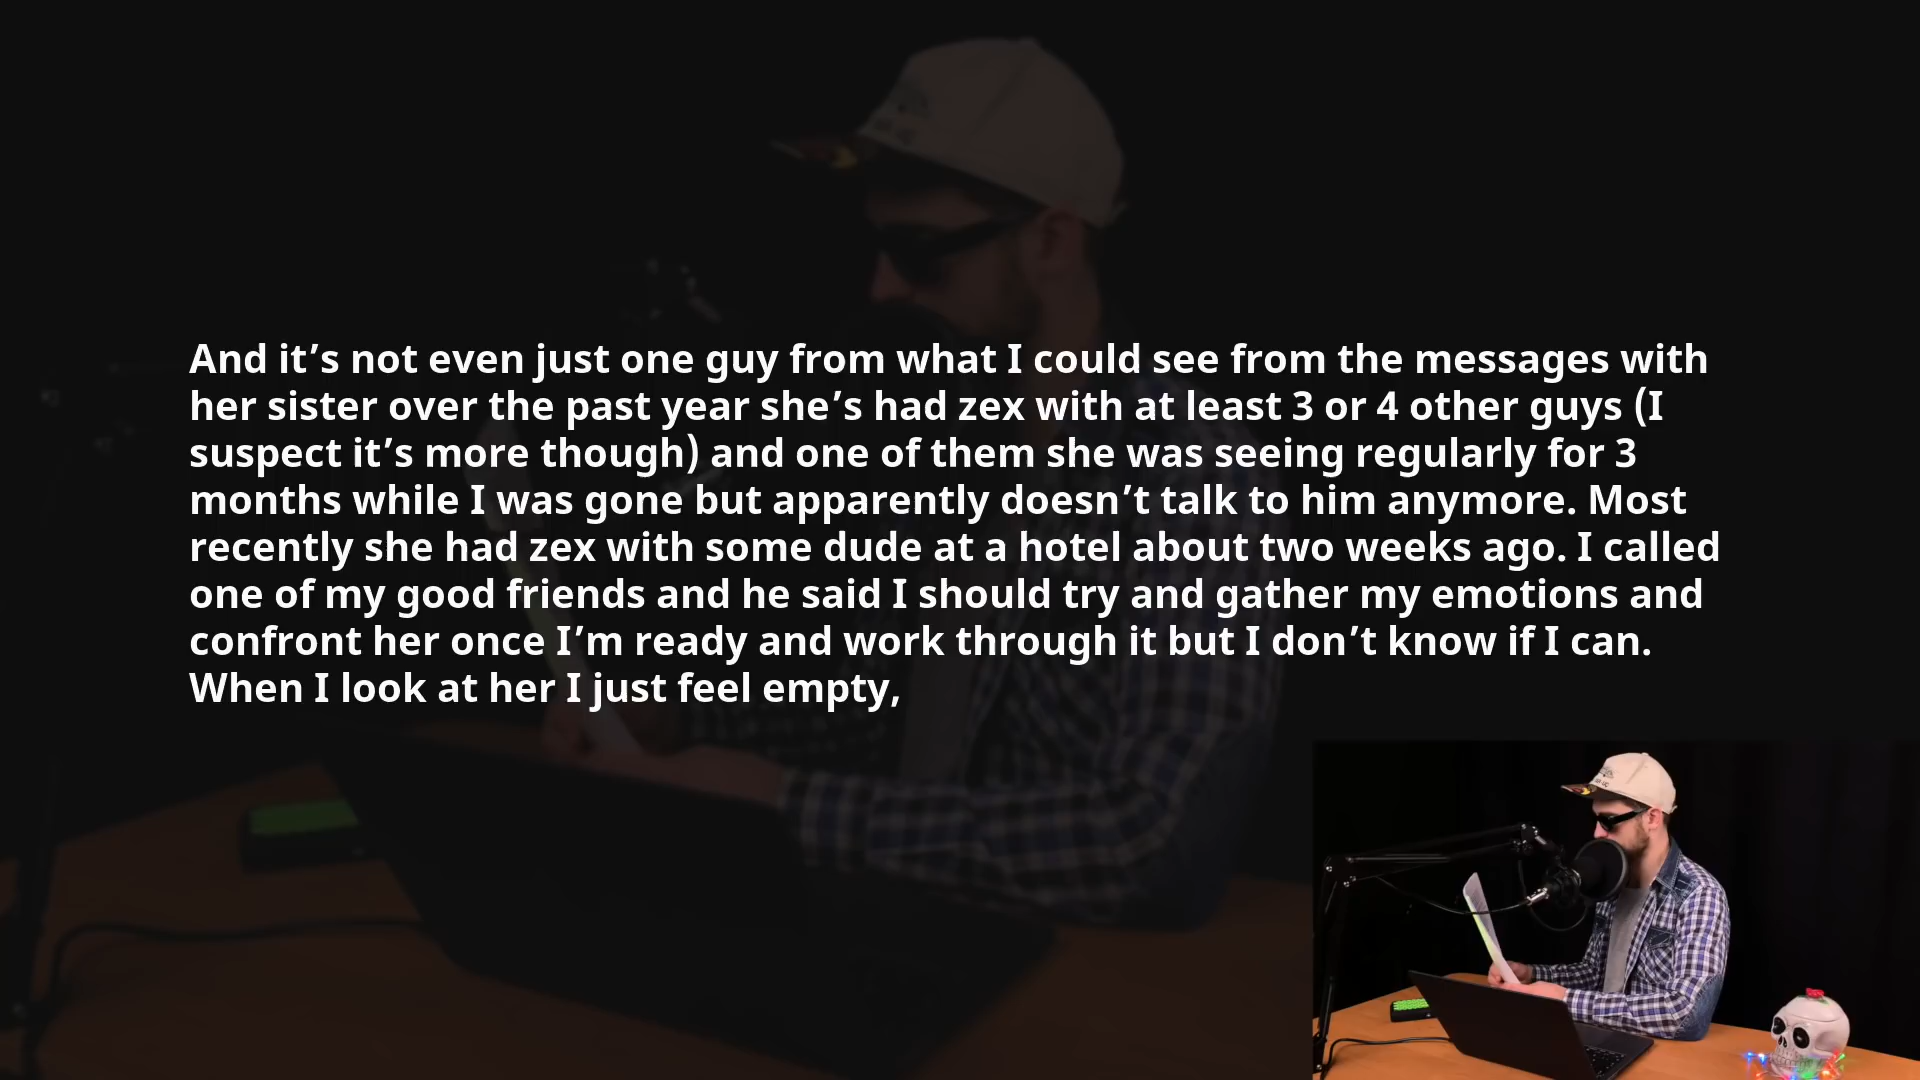 And it’s not even just one guy from what I could see from the messages with
her sister over the past year she’s had zex with at least 3 or 4 other guys (I
suspect it’s more though) and one of them she was seeing regularly for 3
months while I was gone but apparently doesn’t talk to him anymore. Most
recently she had zex with some dude at a hotel about two weeks ago. I called
one of my good friends and he said I should try and gather my emotions and
confront her once I’m ready and work through it but I don’t know if I can.
When I look at her I just feel empty,